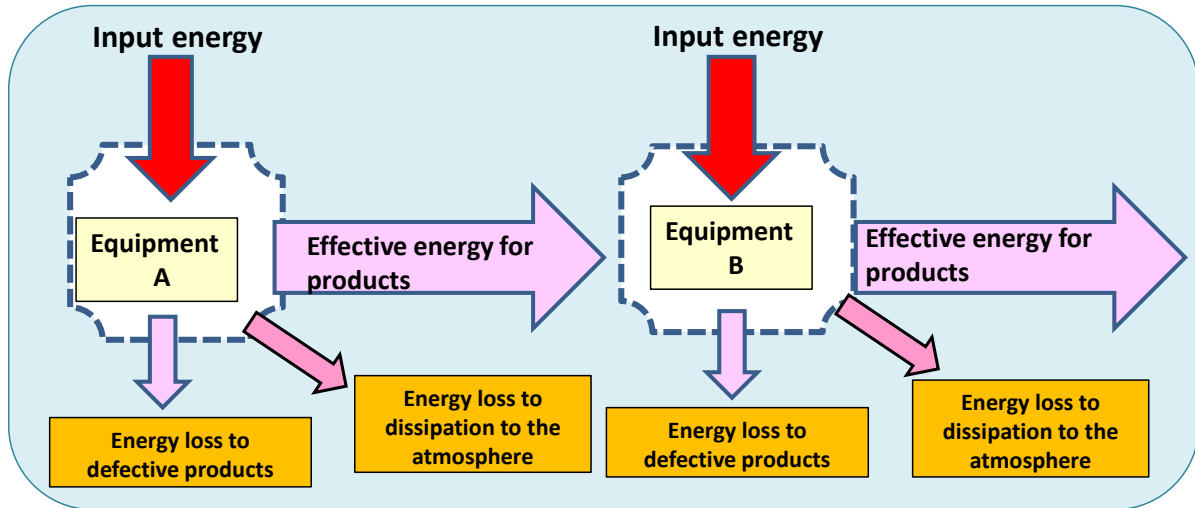 Input energy
Equipment
A
Effective energy for
products
Energy loss to
defective products
Energy loss to
dissipation to the
atmosphere
Input energy
Equipment
B
Effective energy for
products
Energy loss to
defective products
Energy loss to
dissipation to the
atmosphere